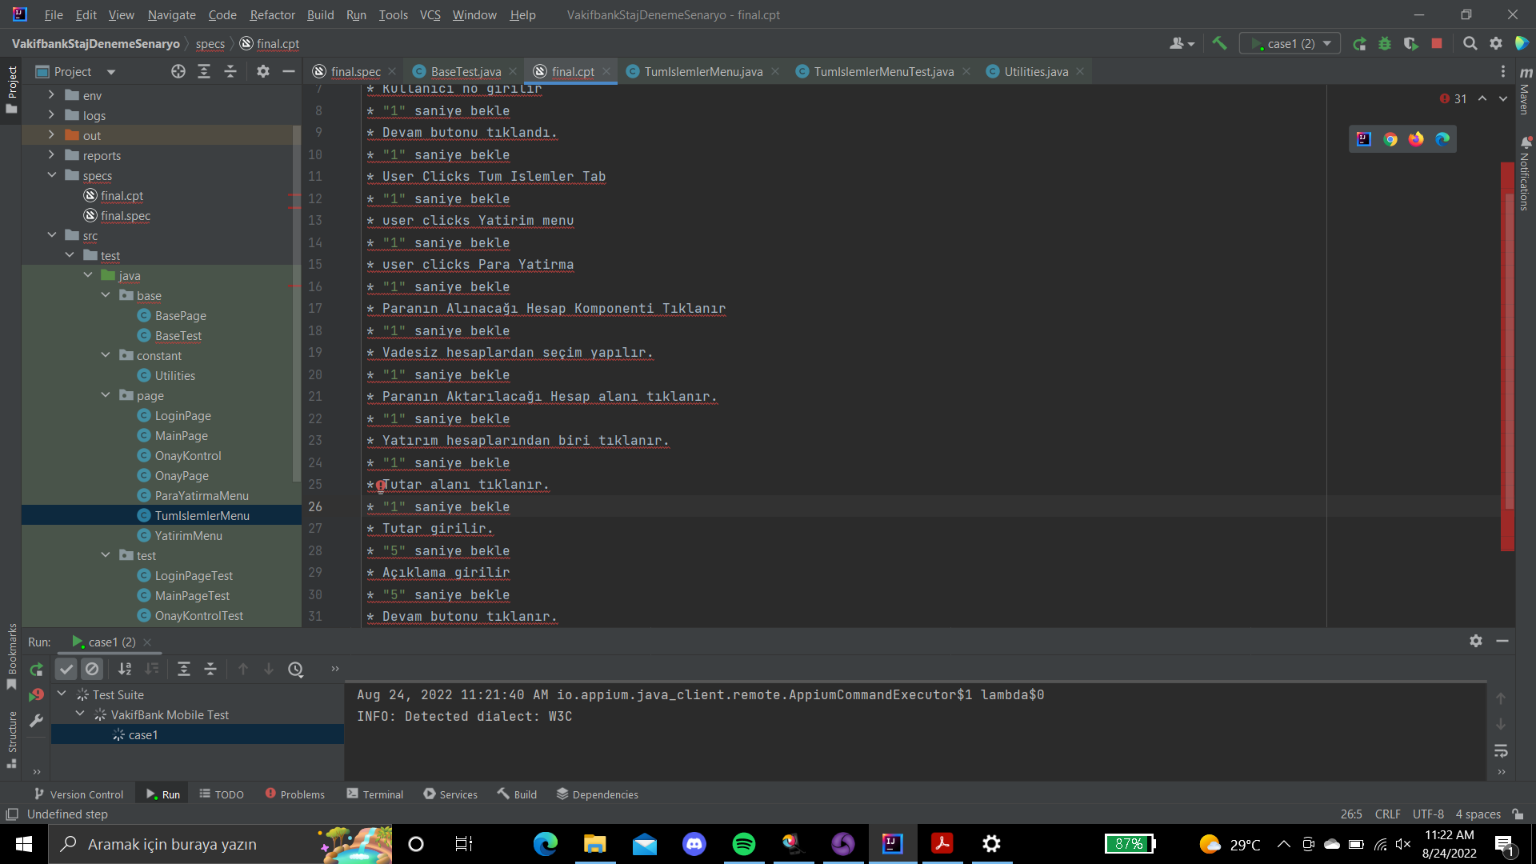 File Edit View Navigate Code Refactor Build Run Tools VCS Window Help VakifbankStajDenemeSenaryo - final.cpt
VakifbankStajDenemeSenaryo specs final.cpt case1 (2)
Project
final.spec BaseTest.java final.cpt TumIslemlerMenu.java TumIslemlerMenuTest.java Utilities.java
Project
env
logs
out
reports
specs
final.cpt
final.spec
src
test
java
base
BasePage
BaseTest
constant
Utilities
page
LoginPage
MainPage
OnayKontrol
OnayPage
ParaYatirmaMenu
TumIslemlerMenu
YatirimMenu
test
LoginPageTest
MainPageTest
OnayKontrolTest
7 * Kullanici no girilir
8 * "1" saniye bekle
9 * Devam butonu tıklandı.
10 * "1" saniye bekle
11 * User Clicks Tum Islemler Tab
12 * "1" saniye bekle
13 * user clicks Yatirim menu
14 * "1" saniye bekle
15 * user clicks Para Yatirma
16 * "1" saniye bekle
17 * Paranın Alınacağı Hesap Komponenti Tıklanır
18 * "1" saniye bekle
19 * Vadesiz hesaplardan seçim yapılır.
20 * "1" saniye bekle
21 * Paranın Aktarılacağı Hesap alanı tıklanır.
22 * "1" saniye bekle
23 * Yatırım hesaplarından biri tıklanır.
24 * "1" saniye bekle
25 * Tutar alanı tıklanır.
26 * "1" saniye bekle
27 * Tutar girilir.
28 * "5" saniye bekle
29 * Açıklama girilir
30 * "5" saniye bekle
31 * Devam butonu tıklanır.
31
m
Maven
Notifications
Bookmarks
Structure
Run: case1 (2)
Test Suite
VakifBank Mobile Test
case1
Aug 24, 2022 11:21:40 AM io.appium.java_client.remote.AppiumCommandExecutor$1 lambda$0
INFO: Detected dialect: W3C
Version Control Run TODO Problems Terminal Services Build Dependencies
Undefined step 26:5 CRLF UTF-8 4 spaces
Aramak için buraya yazın
87%
29°C
11:22 AM
8/24/2022
1